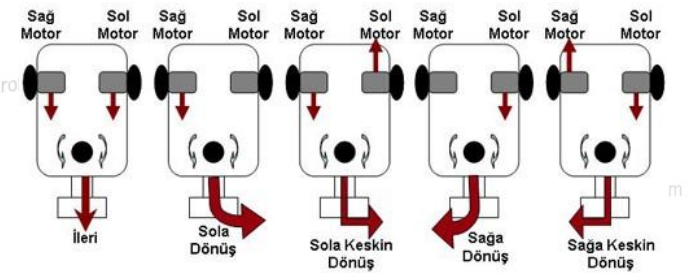 Sağ Motor
Sol Motor
Sağ Motor
Sol Motor
Sağ Motor
Sol Motor
Sağ Motor
Sol Motor
Sağ Motor
Sol Motor
ro
m
İleri
Sola Dönüş
Sola Keskin Dönüş
Sağa Dönüş
Sağa Keskin Dönüş